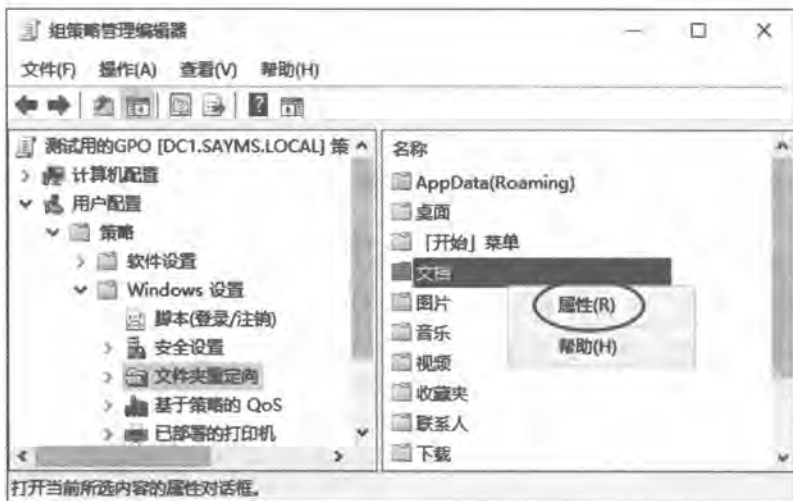 组策略管理编辑器
文件(F) 操作(A) 查看(V) 帮助(H)
测试用的GPO [DC1.SAYMS.LOCAL] 策
计算机配置
用户配置
策略
软件设置
Windows 设置
脚本(登录/注销)
安全设置
文件夹重定向
基于策略的 QoS
已部署的打印机
名称
AppData(Roaming)
桌面
「开始」菜单
文档
图片
音乐
视频
收藏夹
联系人
下载
属性(R)
帮助(H)
打开当前所选内容的属性对话框。